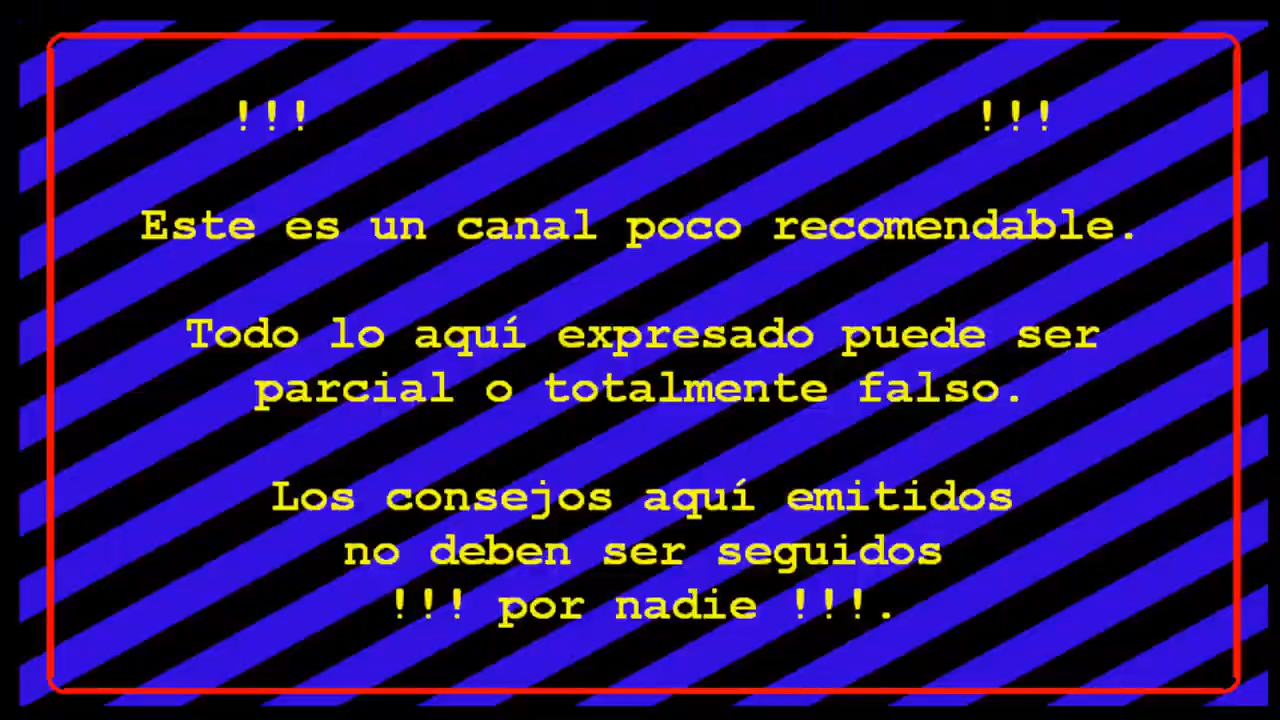 !!! !!!
Este es un canal poco recomendable.
Todo lo aquí expresado puede ser
parcial o totalmente falso.
Los consejos aquí emitidos
no deben ser seguidos
!!! por nadie !!!.